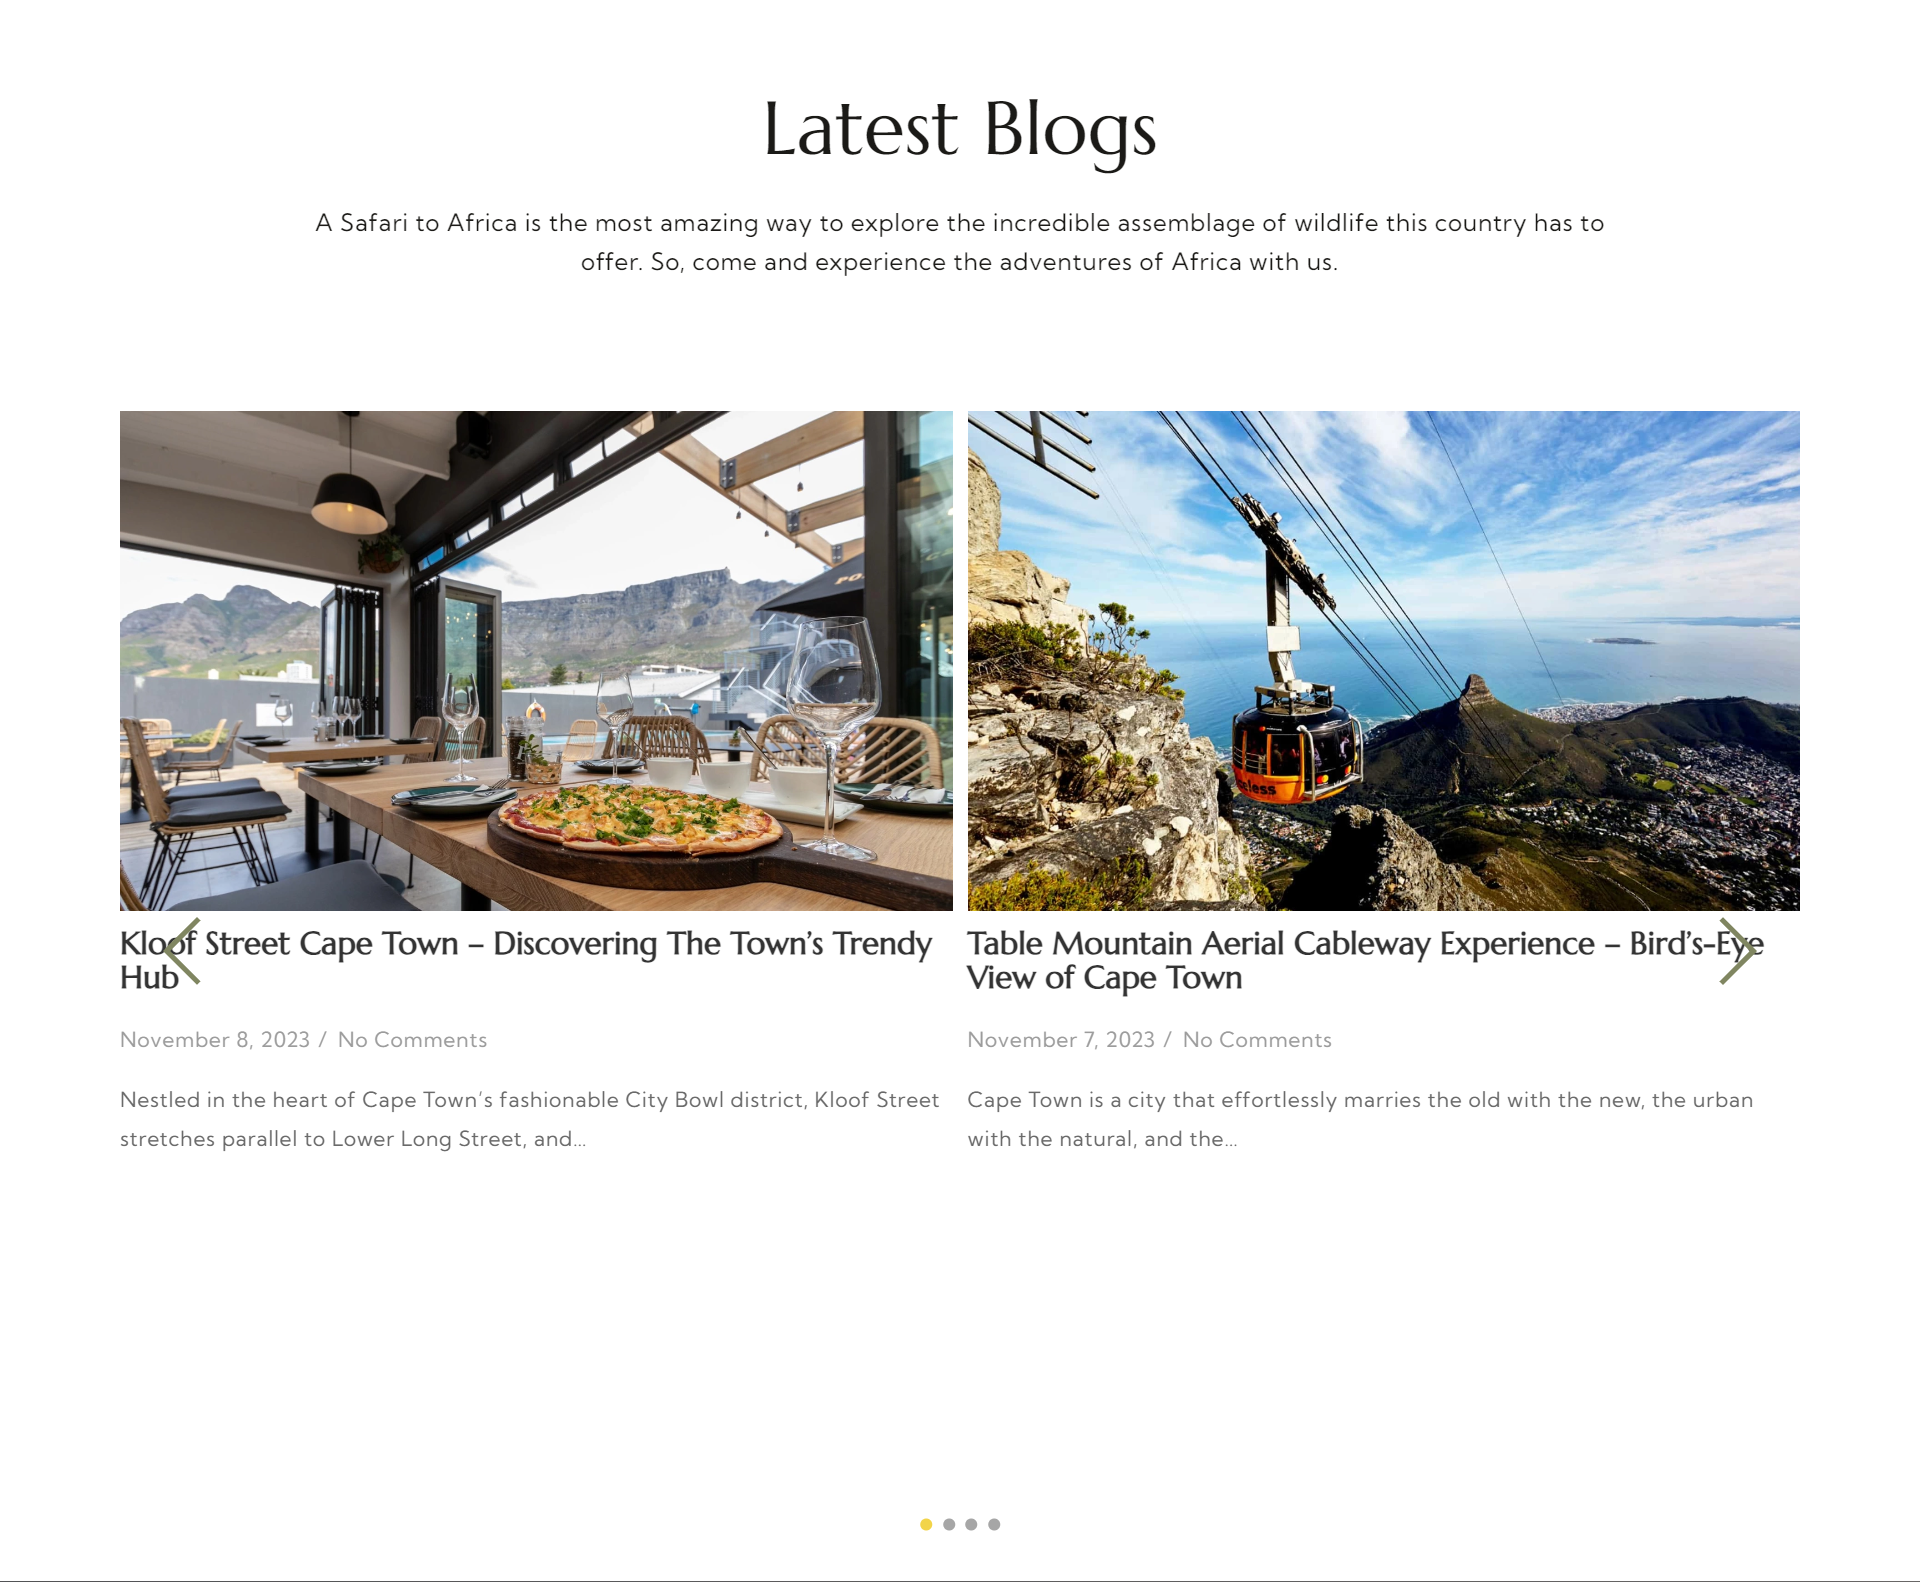 Latest Blogs
A Safari to Africa is the most amazing way to explore the incredible assemblage of wildlife this country has to
offer. So, come and experience the adventures of Africa with us.
Kloof Street Cape Town – Discovering The Town’s Trendy
Hub
November 8, 2023 / No Comments
Nestled in the heart of Cape Town’s fashionable City Bowl district, Kloof Street
stretches parallel to Lower Long Street, and...
Table Mountain Aerial Cableway Experience – Bird’s-Eye
View of Cape Town
November 7, 2023 / No Comments
Cape Town is a city that effortlessly marries the old with the new, the urban
with the natural, and the...